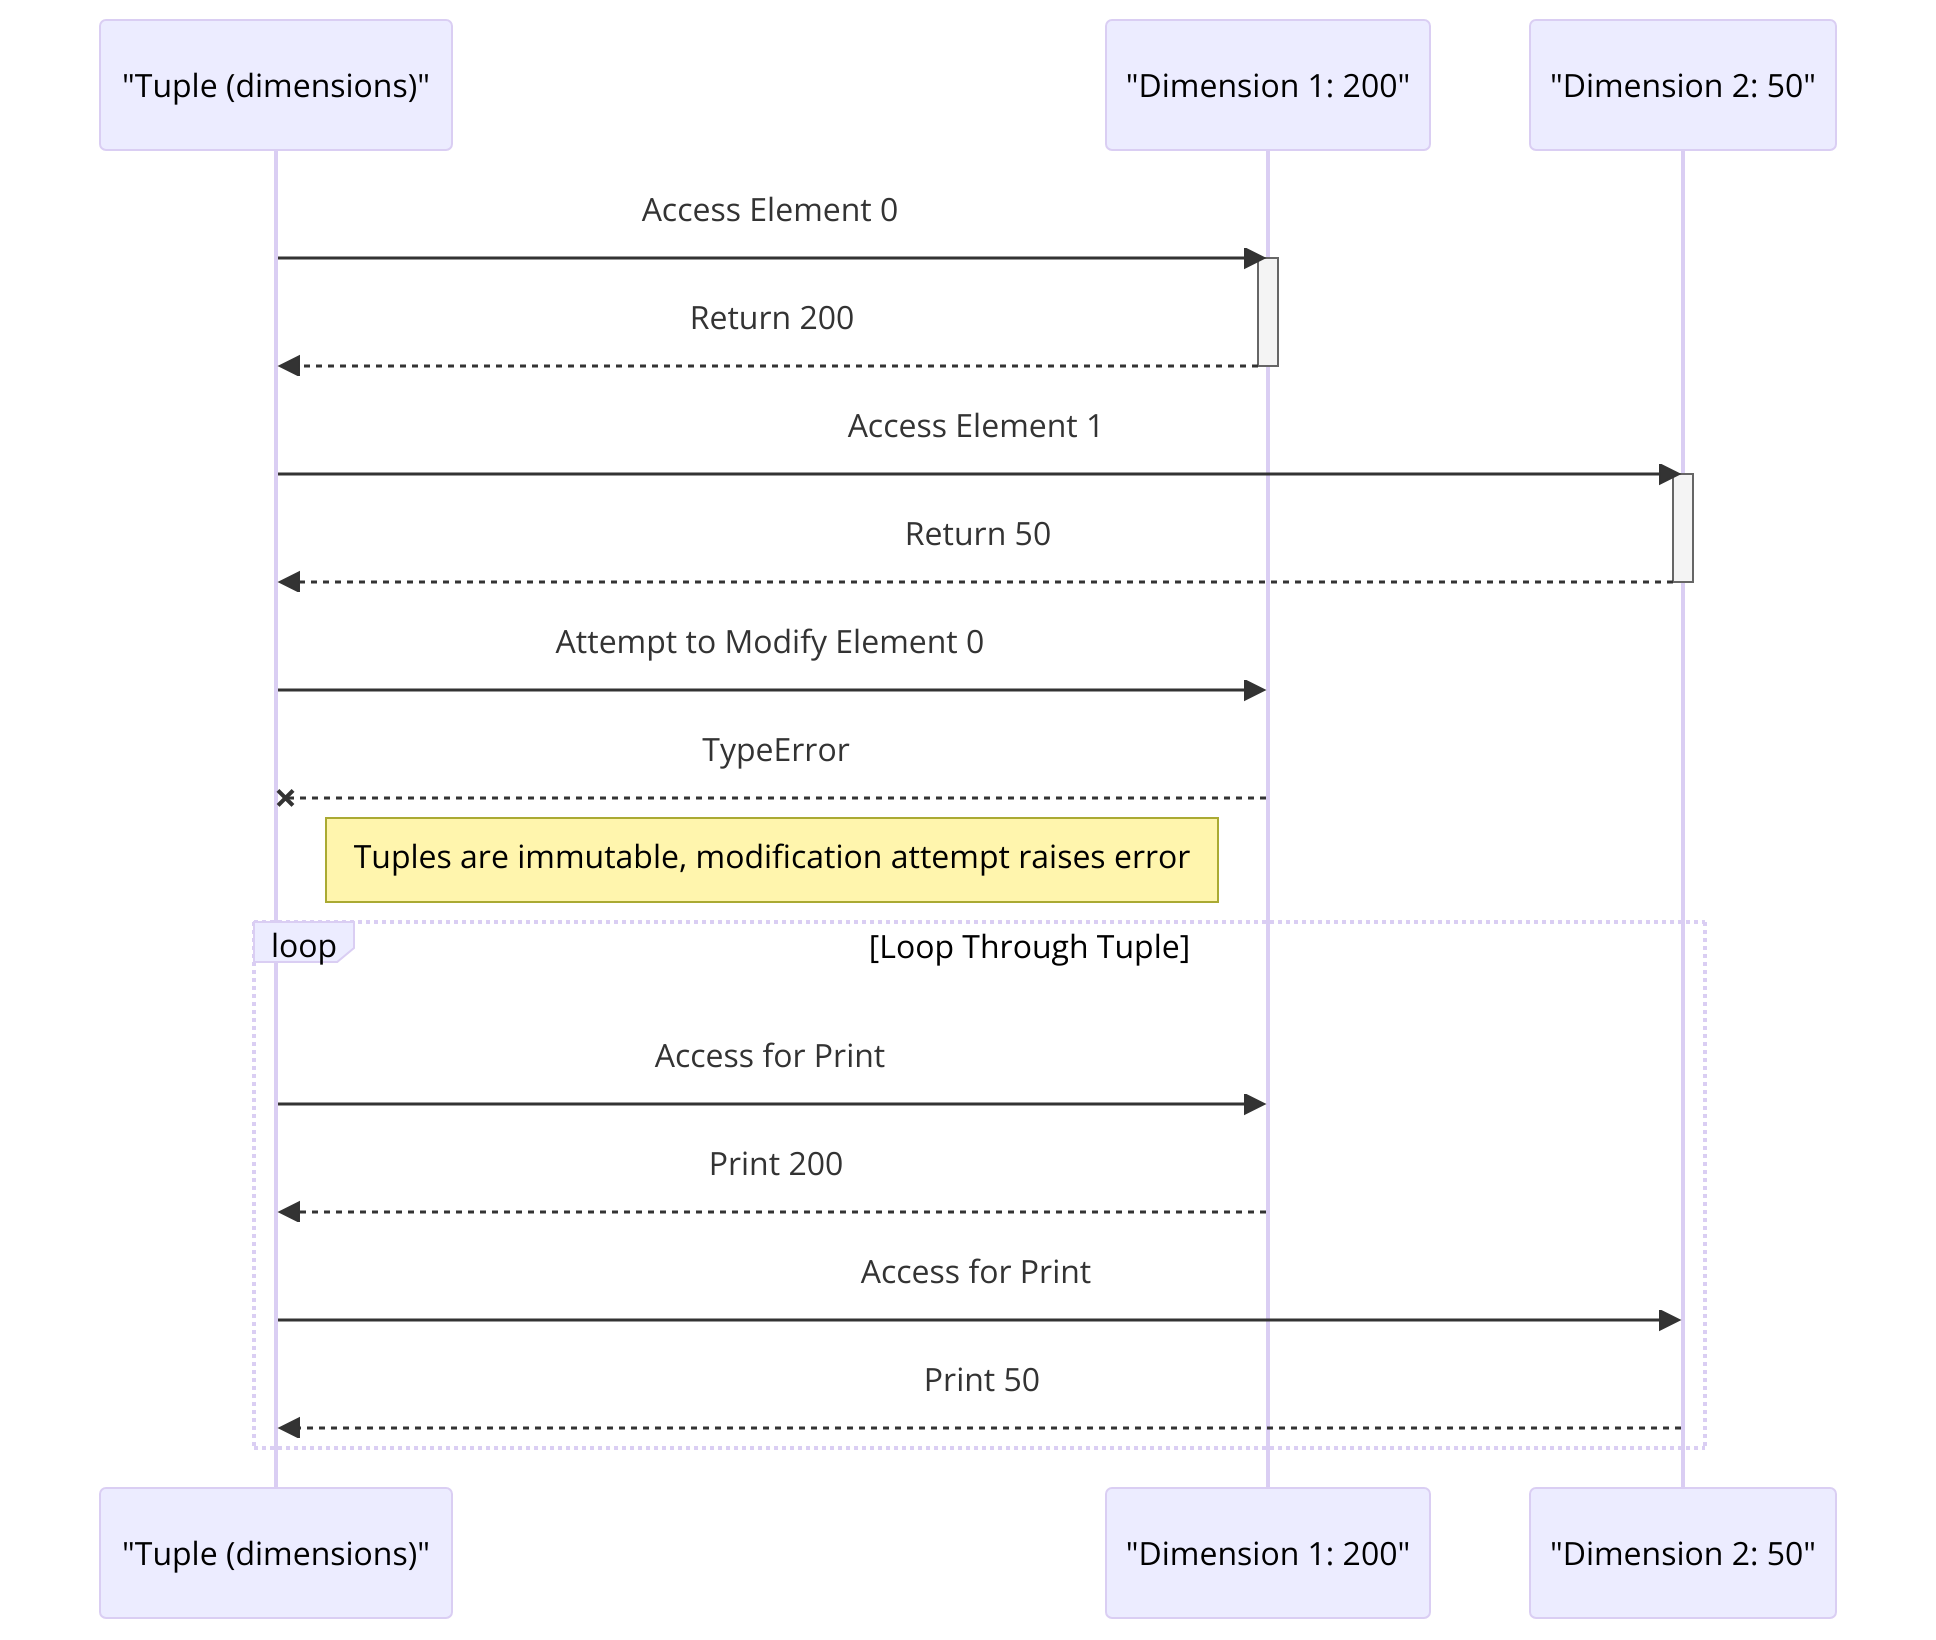 "Tuple (dimensions)"
"Dimension 1: 200"
"Dimension 2: 50"
Access Element 0
Return 200
Access Element 1
Return 50
Attempt to Modify Element 0
TypeError
Tuples are immutable, modification attempt raises error
loop
[Loop Through Tuple]
Access for Print
Print 200
Access for Print
Print 50
"Tuple (dimensions)"
"Dimension 1: 200"
"Dimension 2: 50"